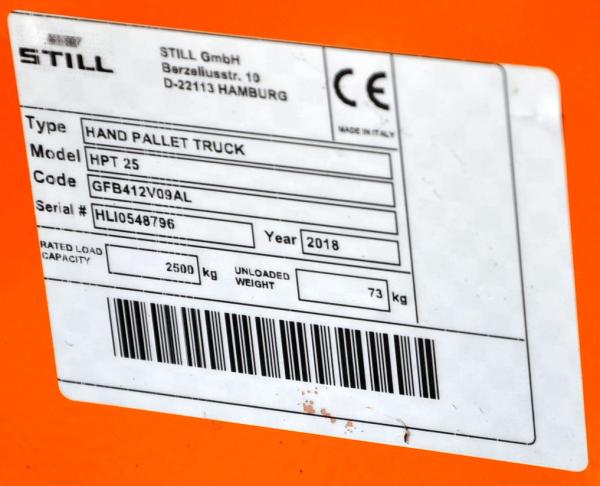 STILL
STILL GmbH
Berzeliusstr. 10
D-22113 HAMBURG
CE
MADE IN ITALY
Type HAND PALLET TRUCK
Model HPT 25
Code GFB412V09AL
Serial # HLI0548796 Year 2018
RATED LOAD CAPACITY 2500 kg UNLOADED WEIGHT 73 kg